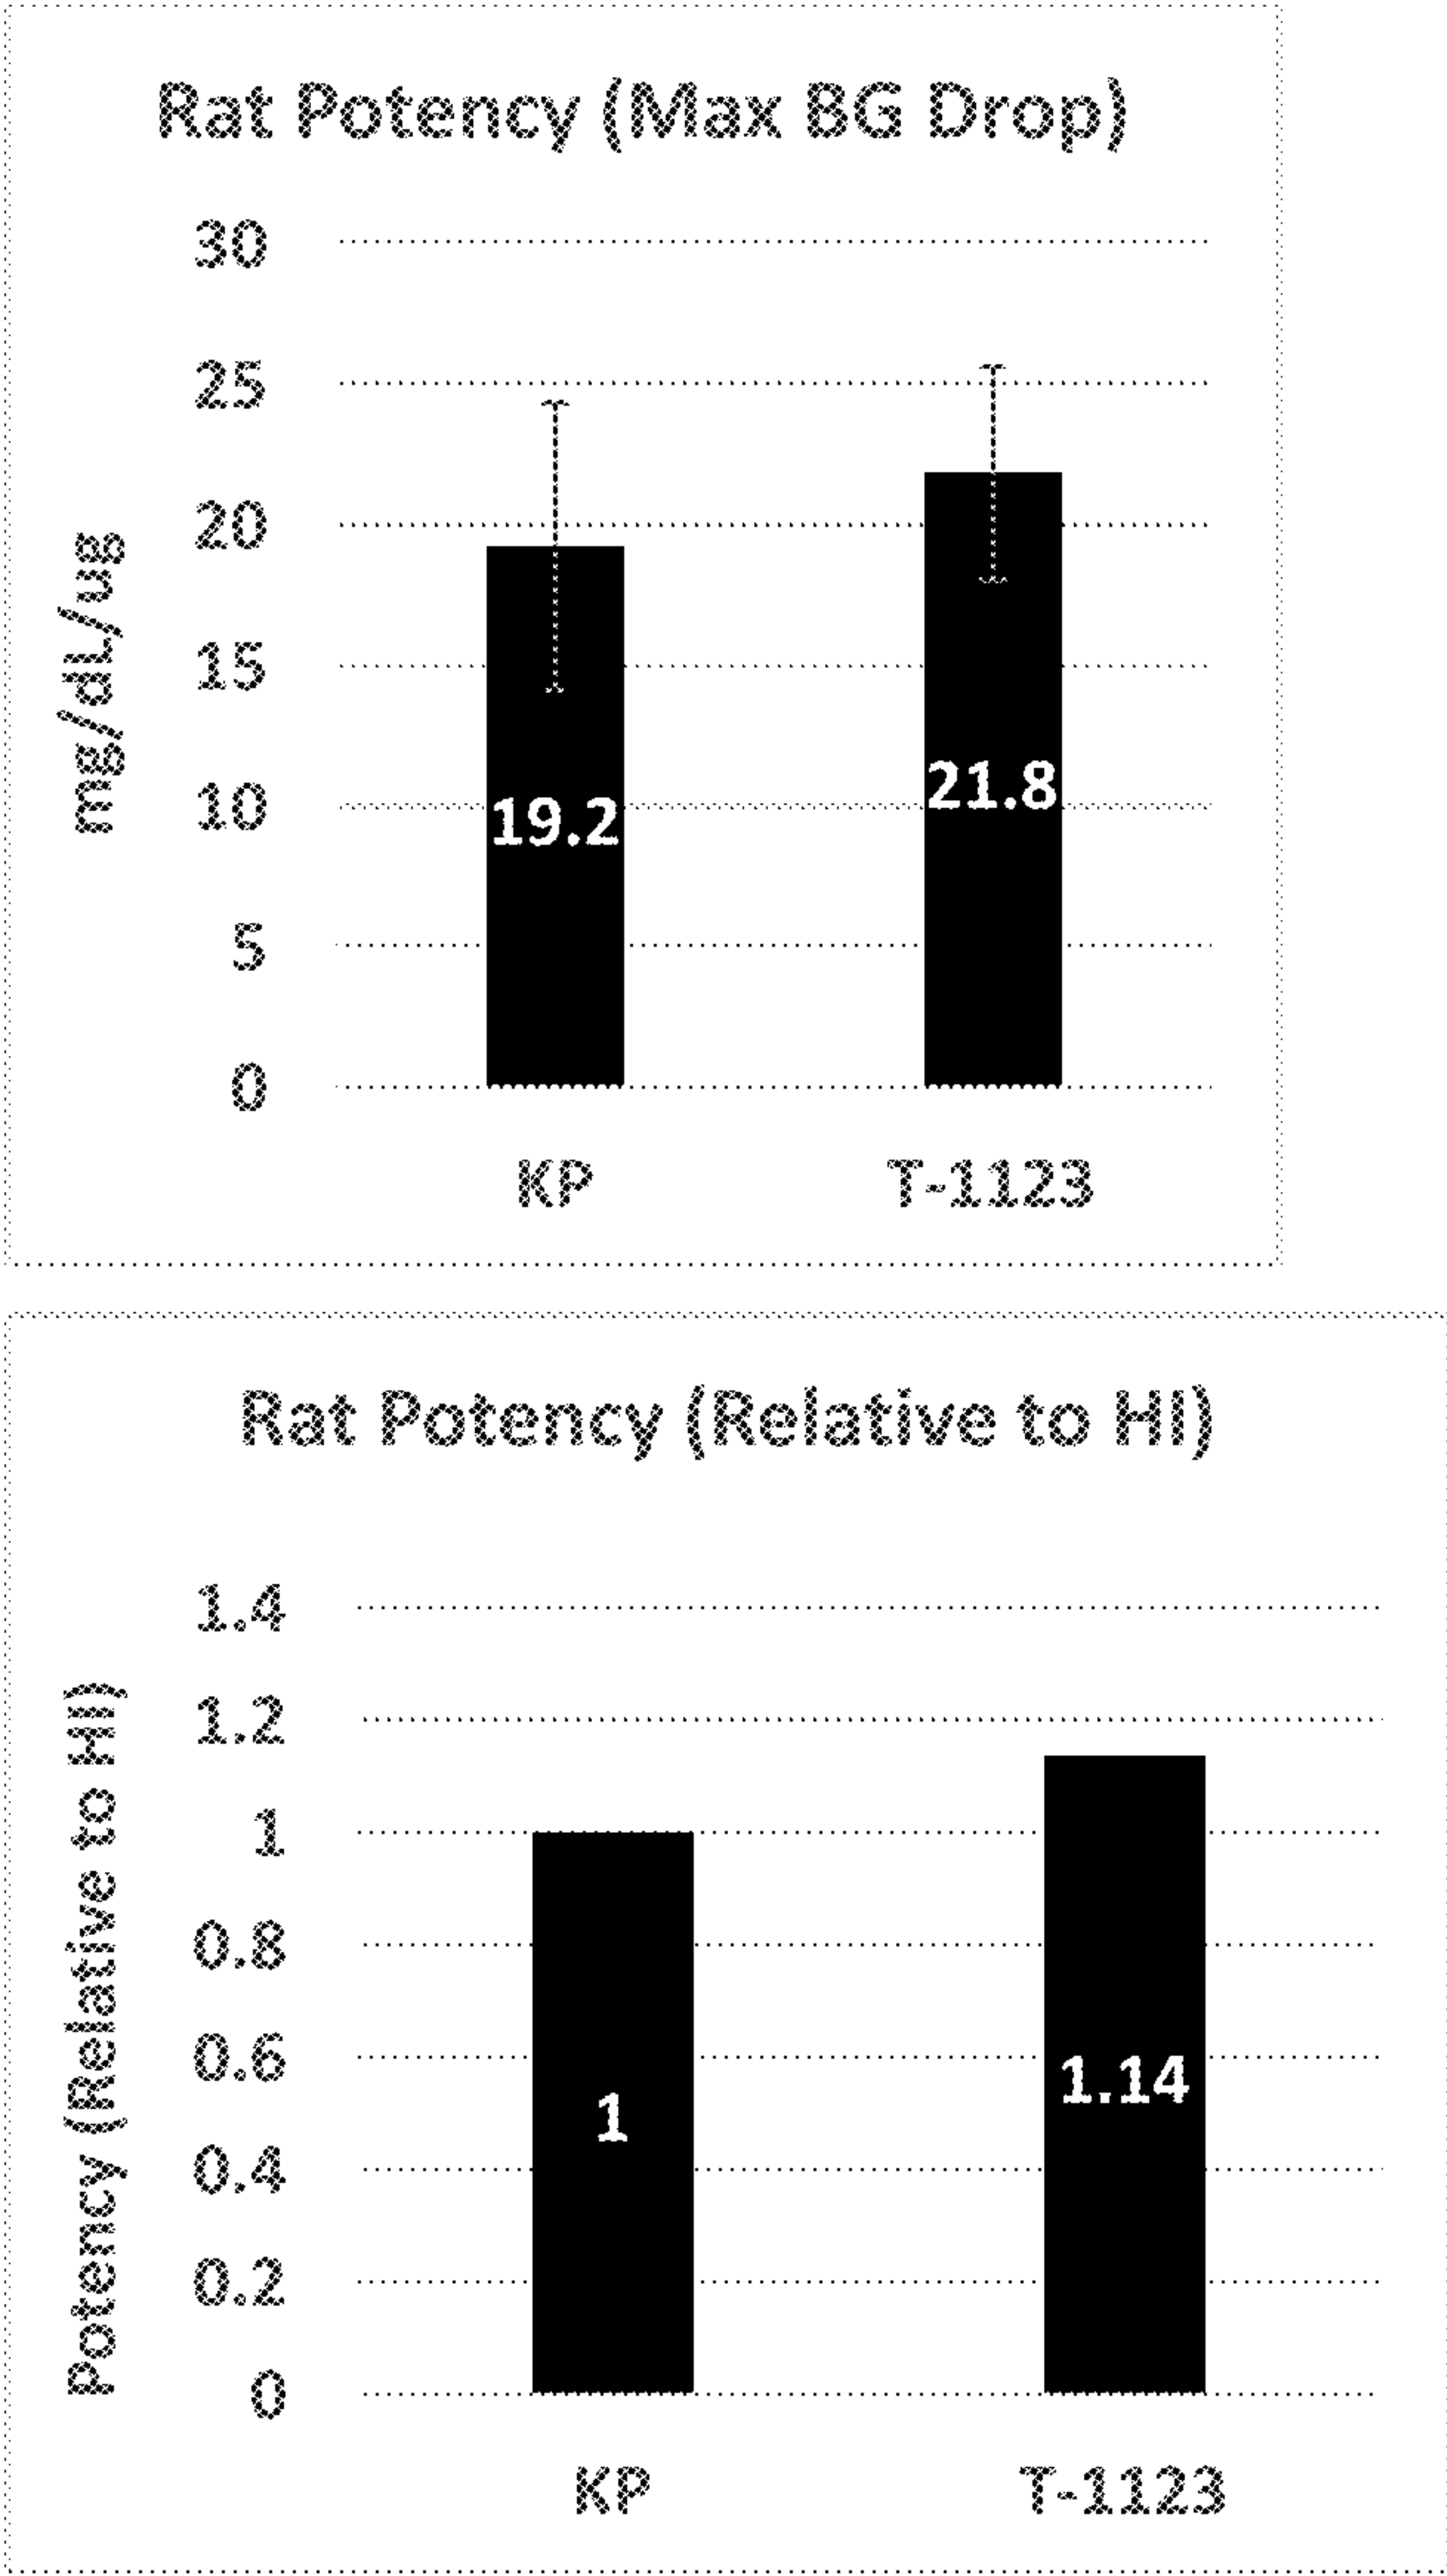 Rat Potency (Max BG Drop)
mg/dL/ug
30
25
20
15
10
5
0
19.2
21.8
KP
T-1123
Rat Potency (Relative to HI)
Potency (Relative to HI)
1.4
1.2
1
0.8
0.6
0.4
0.2
0
1
1.14
KP
T-1123